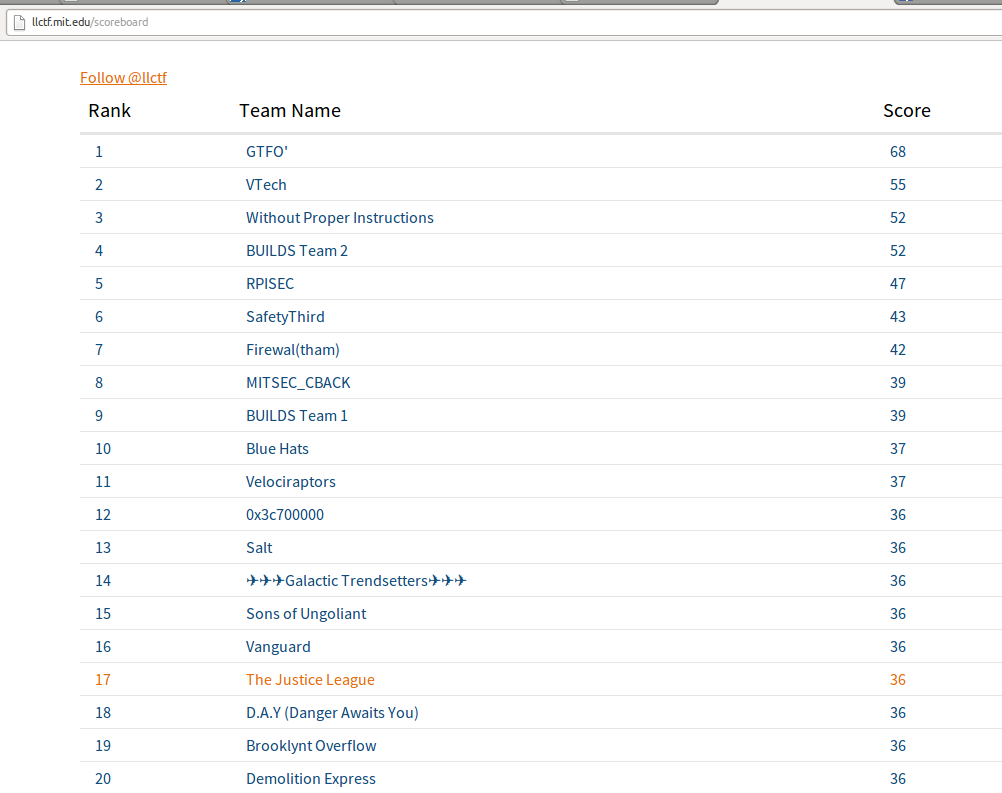 llctf.mit.edu/scoreboard
Follow @llctf
Rank Team Name Score
1 GTFO' 68
2 VTech 55
3 Without Proper Instructions 52
4 BUILDS Team 2 52
5 RPISEC 47
6 SafetyThird 43
7 Firewal(tham) 42
8 MITSEC_CBACK 39
9 BUILDS Team 1 39
10 Blue Hats 37
11 Velociraptors 37
12 0x3c700000 36
13 Salt 36
14 ✈✈✈Galactic Trendsetters✈✈✈ 36
15 Sons of Ungoliant 36
16 Vanguard 36
17 The Justice League 36
18 D.A.Y (Danger Awaits You) 36
19 Brooklynt Overflow 36
20 Demolition Express 36